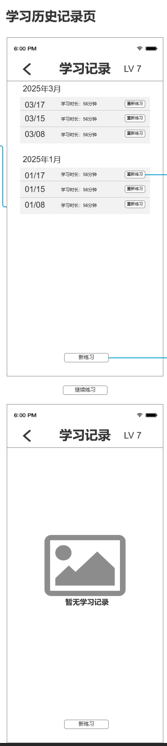 学习历史记录页
6:00 PM
学习记录 LV 7
2025年3月
03/17 学习时长：56分钟 重新练习
03/15 学习时长：56分钟 重新练习
03/08 学习时长：56分钟 重新练习
2025年1月
01/17 学习时长：56分钟 重新练习
01/15 学习时长：56分钟 重新练习
01/08 学习时长：56分钟 重新练习
新练习
继续练习
6:00 PM
学习记录 LV 7
暂无学习记录
新练习